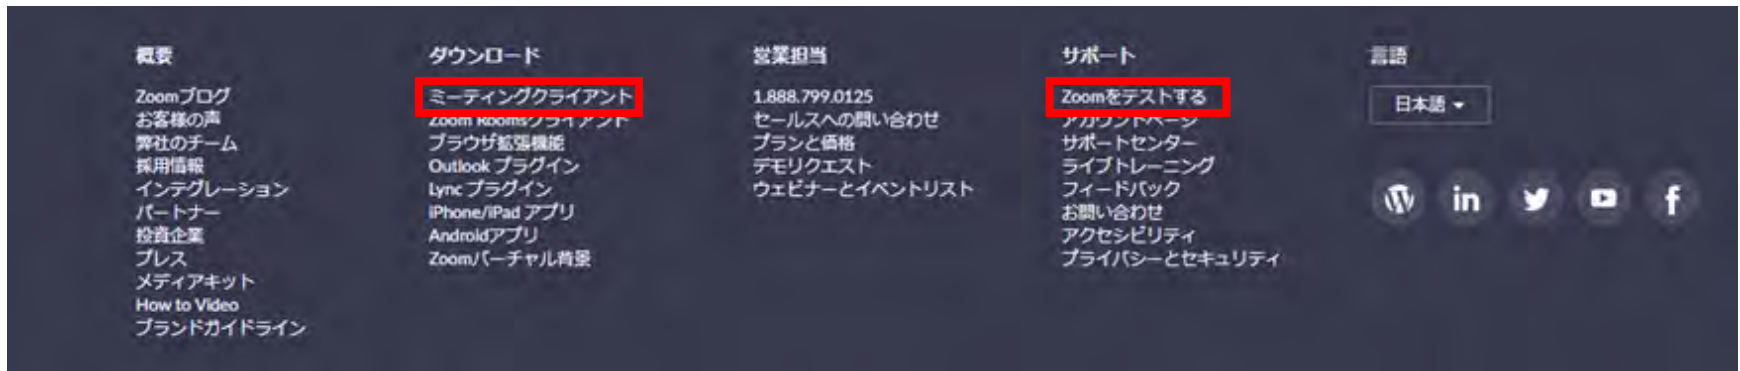 概要
Zoomブログ
お客様の声
弊社のチーム
採用情報
インテグレーション
パートナー
投資企業
プレス
メディアキット
How to Video
ブランドガイドライン
ダウンロード
ミーティングクライアント
Zoom Roomsクライアント
ブラウザ拡張機能
Outlook プラグイン
Lync プラグイン
iPhone/iPad アプリ
Androidアプリ
Zoomバーチャル背景
営業担当
1.888.799.0125
セールスへの問い合わせ
プランと価格
デモリクエスト
ウェビナーとイベントリスト
サポート
Zoomをテストする
アカウントページ
サポートセンター
ライブトレーニング
フィードバック
お問い合わせ
アクセシビリティ
プライバシーとセキュリティ
言語
日本語